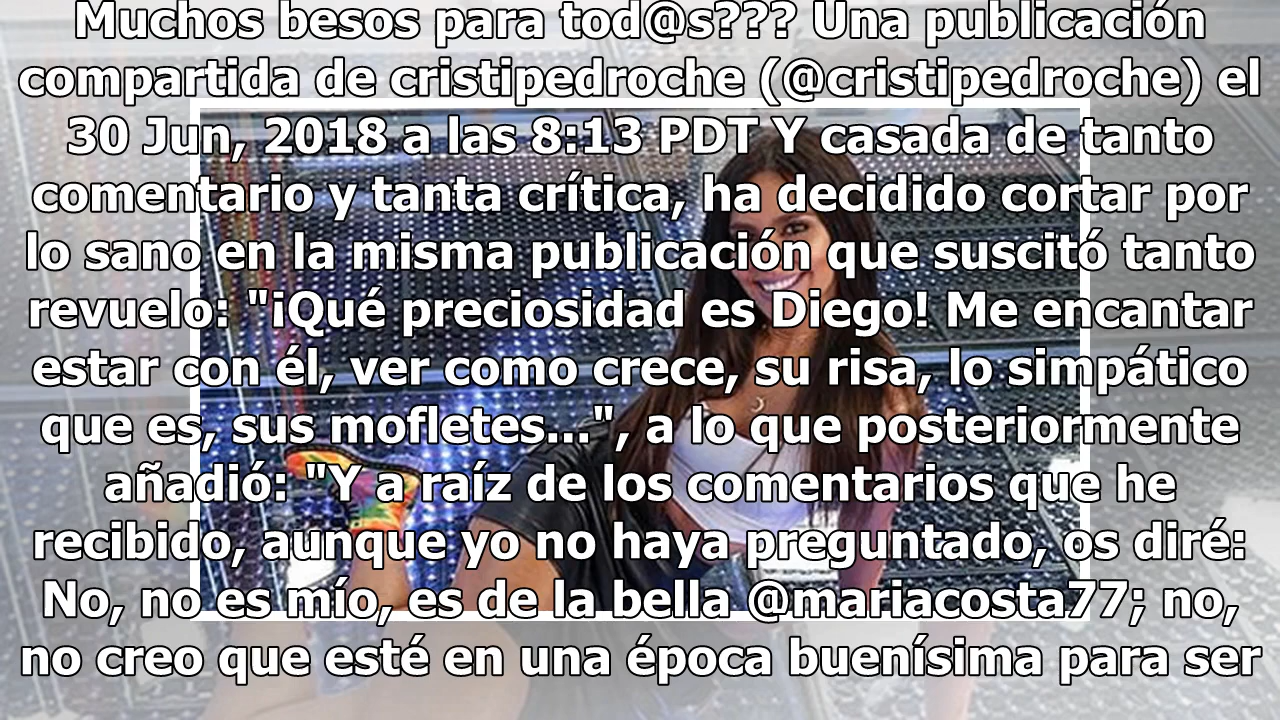 Muchos besos para tod@s??? Una publicación
compartida de cristipedroche (@cristipedroche) el
30 Jun, 2018 a las 8:13 PDT Y casada de tanto
comentario y tanta crítica, ha decidido cortar por
lo sano en la misma publicación que suscitó tanto
revuelo: "¡Qué preciosidad es Diego! Me encantar
estar con él, ver como crece, su risa, lo simpático
que es, sus mofletes...", a lo que posteriormente
añadió: "Y a raíz de los comentarios que he
recibido, aunque yo no haya preguntado, os diré:
No, no es mío, es de la bella @mariacosta77; no,
no creo que esté en una época buenísima para ser